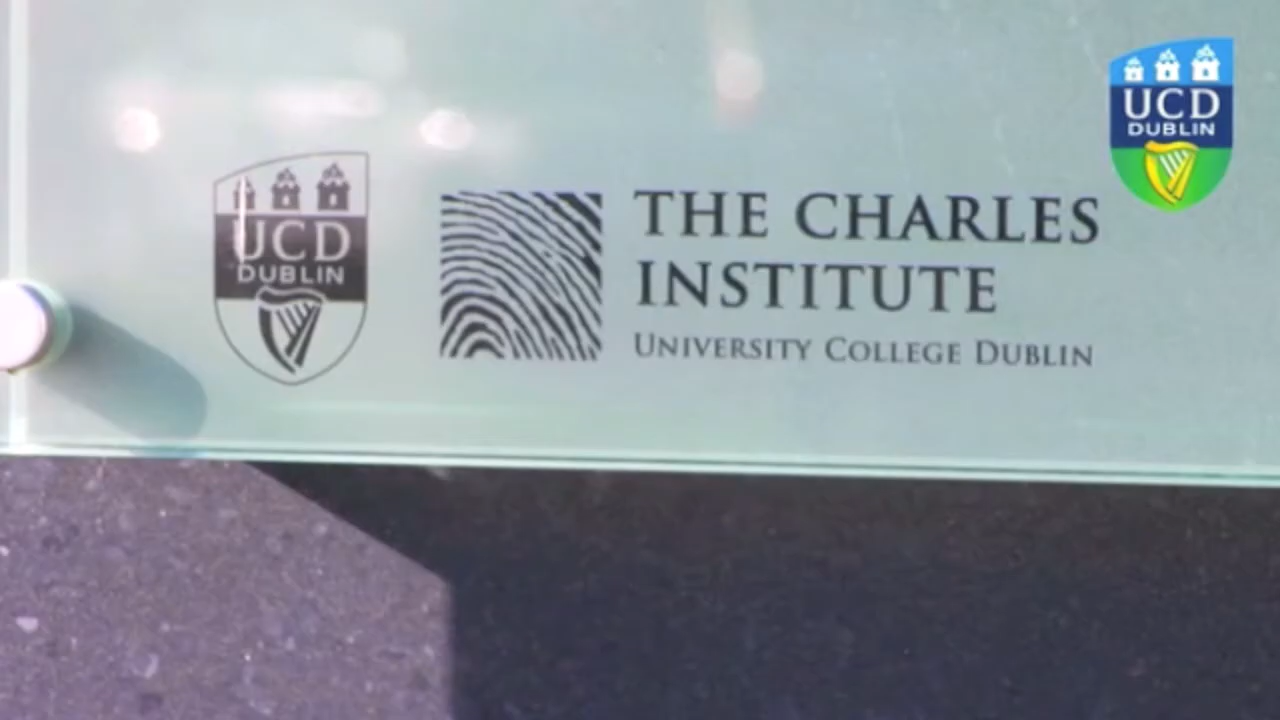 UCD
DUBLIN
THE CHARLES
INSTITUTE
UNIVERSITY COLLEGE DUBLIN
UCD
DUBLIN